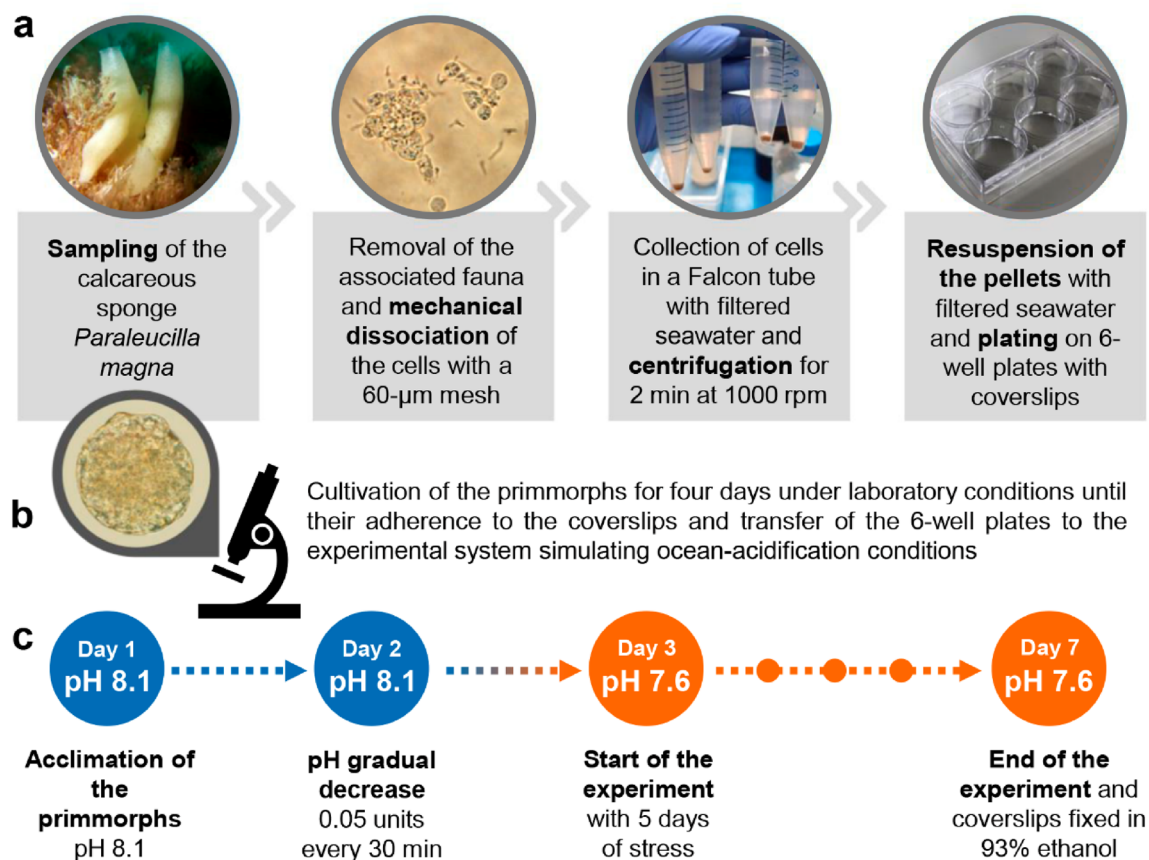 a
Sampling of the
calcareous
sponge
Paraleucilla
magna
Removal of the
associated fauna
and mechanical
dissociation of
the cells with a
60-μm mesh
Collection of cells
in a Falcon tube
with filtered
seawater and
centrifugation for
2 min at 1000 rpm
Resuspension of
the pellets with
filtered seawater
and plating on 6-
well plates with
coverslips
b
Cultivation of the primmorphs for four days under laboratory conditions until
their adherence to the coverslips and transfer of the 6-well plates to the
experimental system simulating ocean-acidification conditions
c
Day 1
pH 8.1
Day 2
pH 8.1
Day 3
pH 7.6
Day 7
pH 7.6
Acclimation of
the
primmorphs
pH 8.1
pH gradual
decrease
0.05 units
every 30 min
Start of the
experiment
with 5 days
of stress
End of the
experiment and
coverslips fixed in
93% ethanol